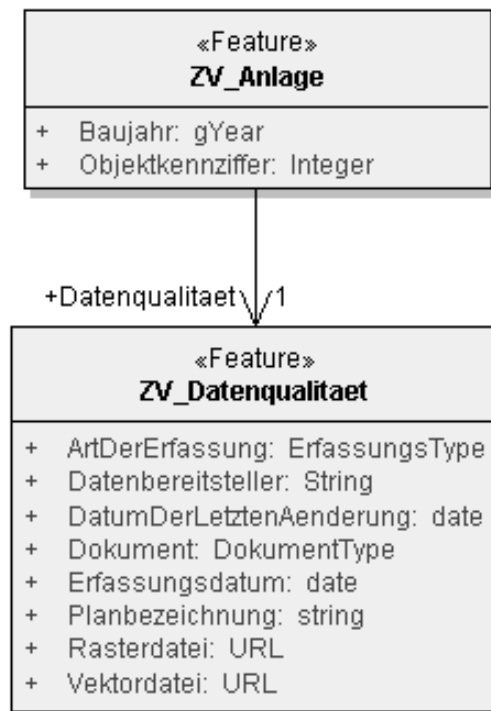 «Feature»
ZV_Anlage
+ Baujahr: gYear
+ Objektkennziffer: Integer
+Datenqualitaet 1
«Feature»
ZV_Datenqualitaet
+ ArtDerErfassung: ErfassungsType
+ Datenbereitsteller: String
+ DatumDerLetztenAenderung: date
+ Dokument: DokumentType
+ Erfassungsdatum: date
+ Planbezeichnung: string
+ Rasterdatei: URL
+ Vektordatei: URL